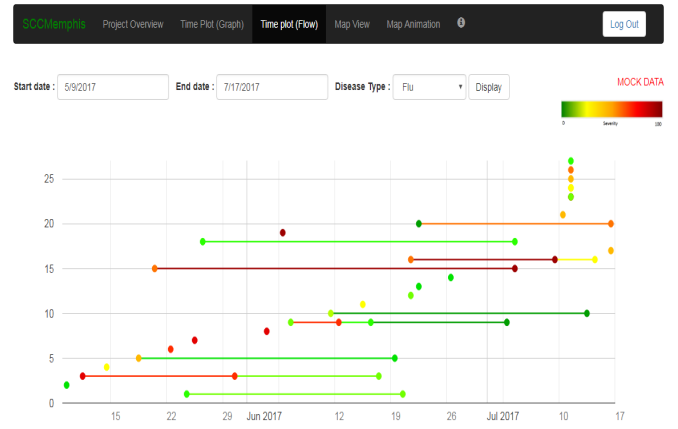 SCCMemphis Project Overview Time Plot (Graph) Time plot (Flow) Map View Map Animation Log Out
Start date : 5/9/2017 End date : 7/17/2017 Disease Type : Flu Display
MOCK DATA
0 Severity 100
25
20
15
10
5
0
15 22 29 Jun 2017 12 19 26 Jul 2017 10 17